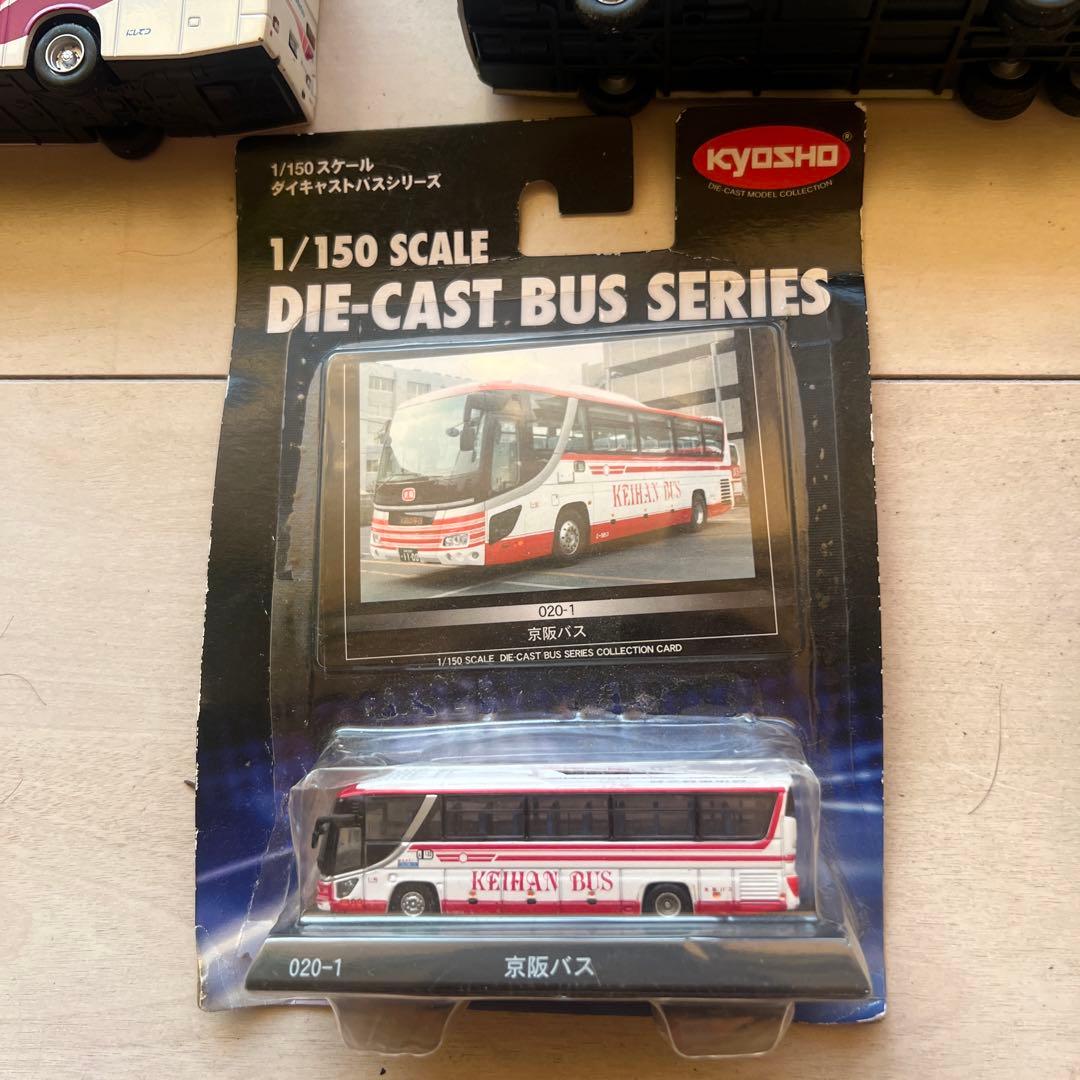 1/150 スケール
ダイキャストバスシリーズ
KYOSHO®
DIE-CAST MODEL COLLECTION
1/150 SCALE
DIE-CAST BUS SERIES
KEIHAN BUS
020-1
京阪バス
1/150 SCALE DIE-CAST BUS SERIES COLLECTION CARD
KEIHAN BUS
020-1
京阪バス